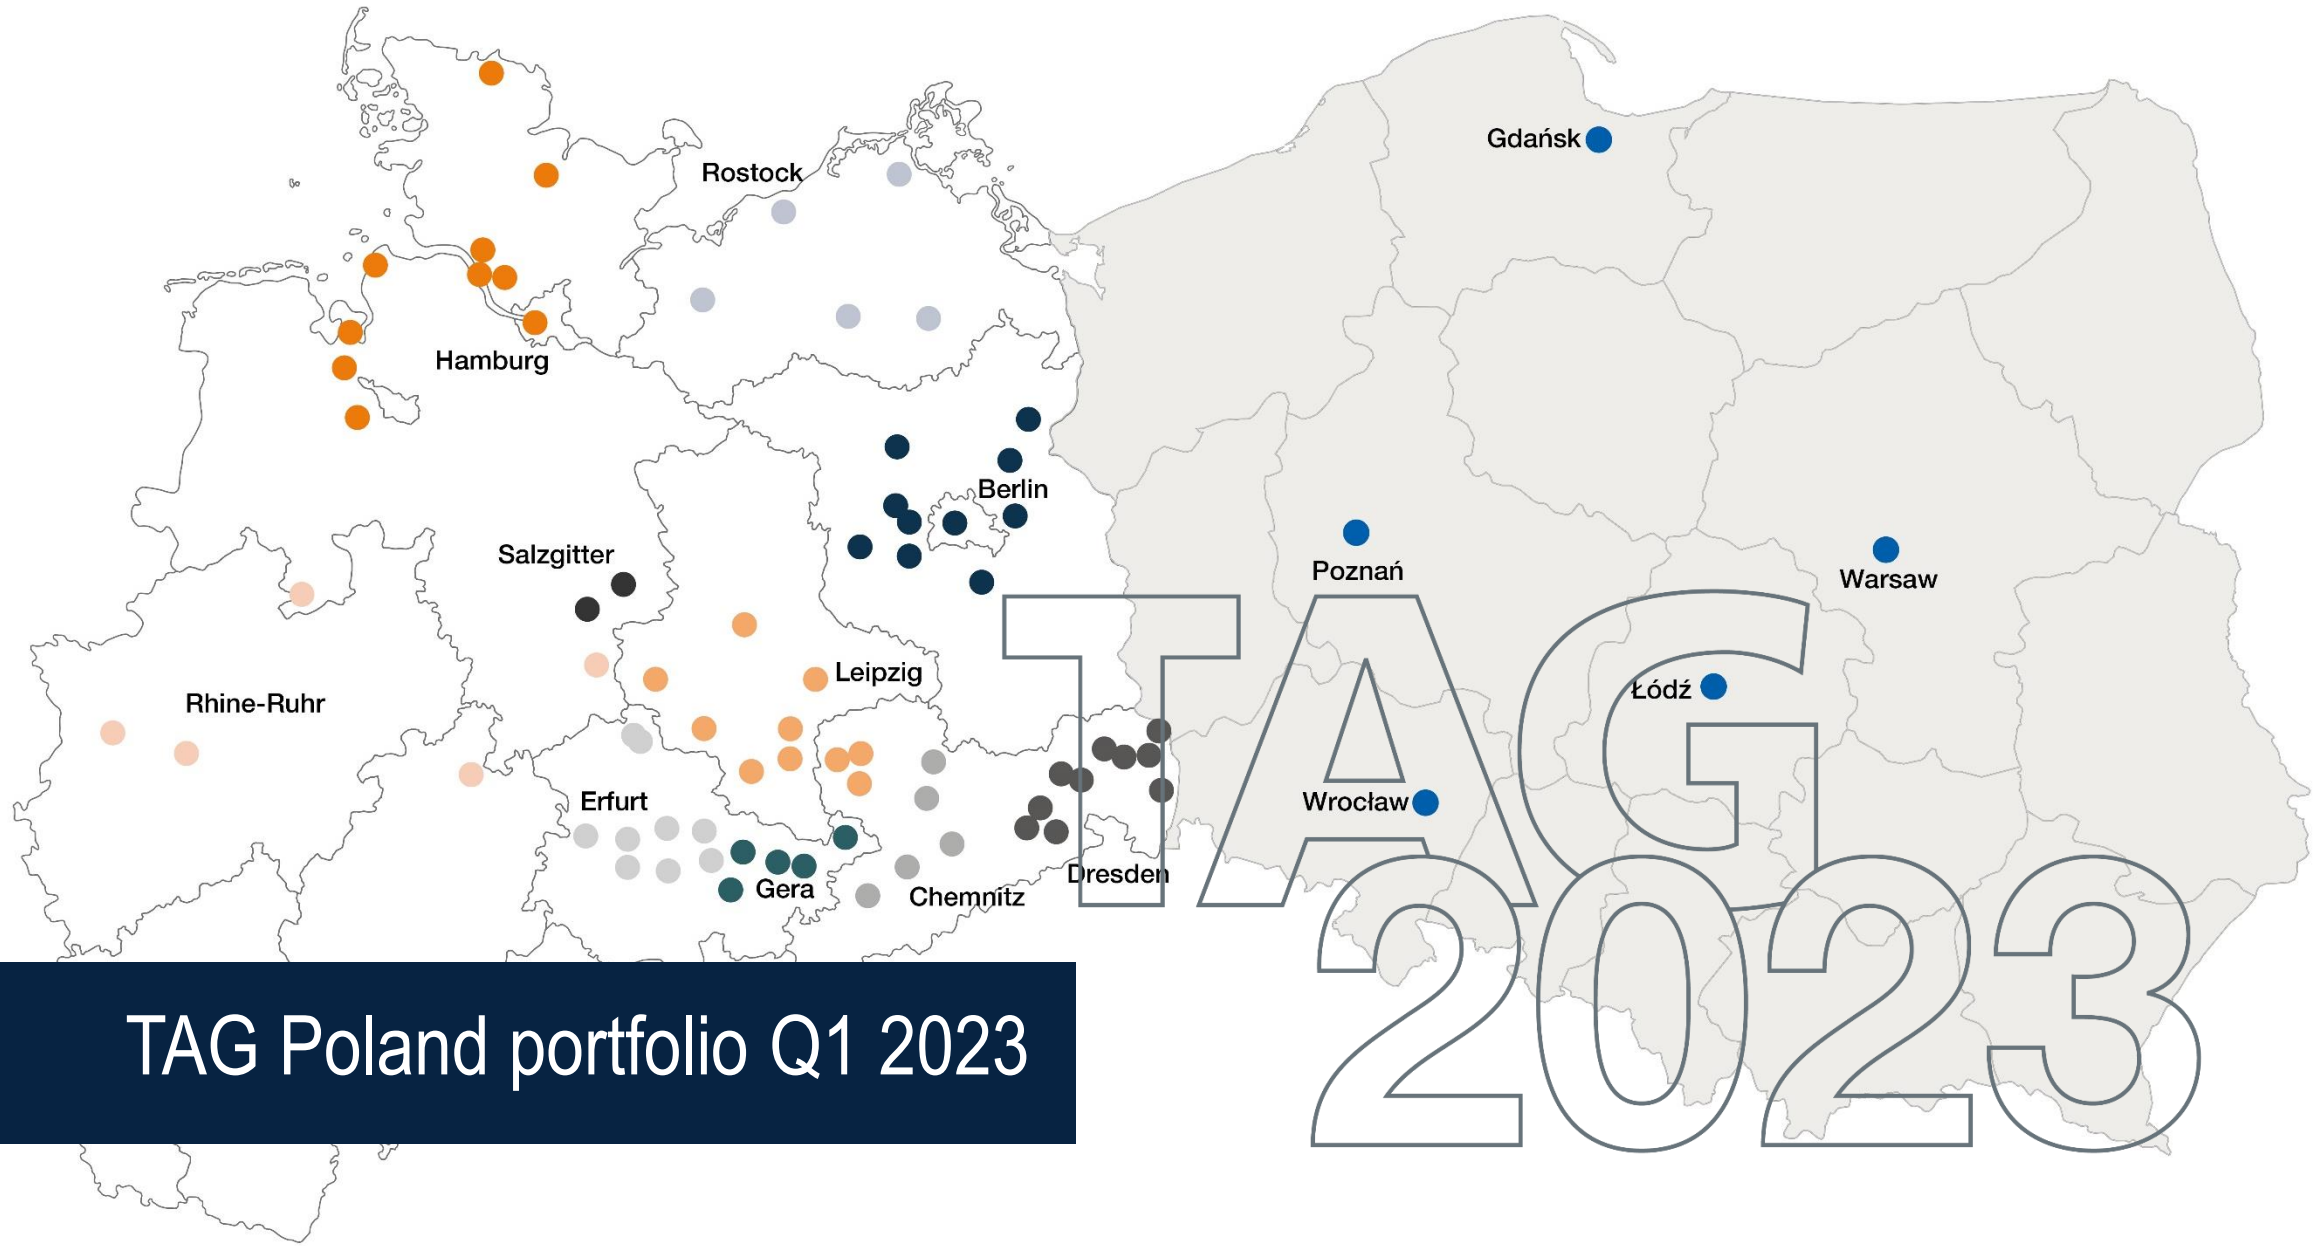 Gdańsk
Rostock
Hamburg
Berlin
Salzgitter
Poznań
Warsaw
Leipzig
Łódź
Rhine-Ruhr
Erfurt
Wrocław
Dresden
Gera
Chemnitz
TAG
2023
TAG Poland portfolio Q1 2023